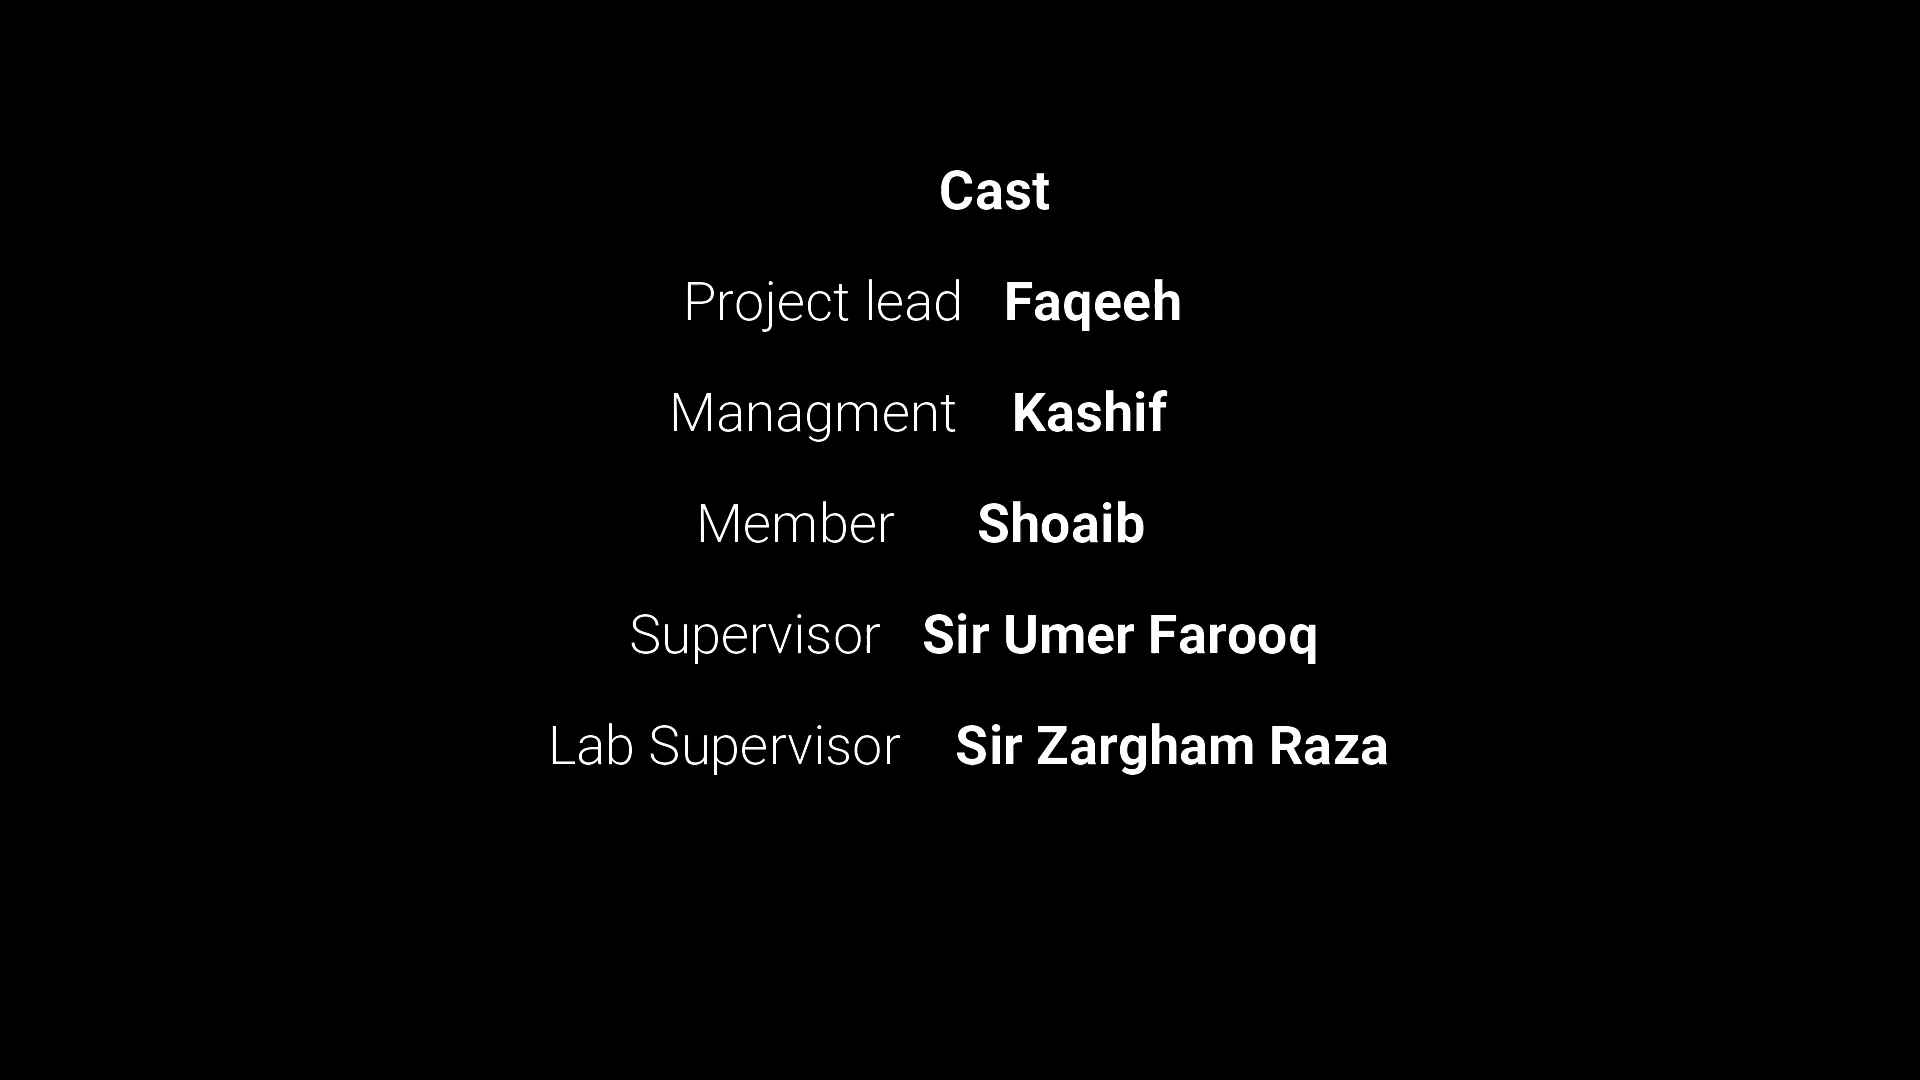 Cast
Project lead Faqeeh
Managment Kashif
Member Shoaib
Supervisor Sir Umer Farooq
Lab Supervisor Sir Zargham Raza